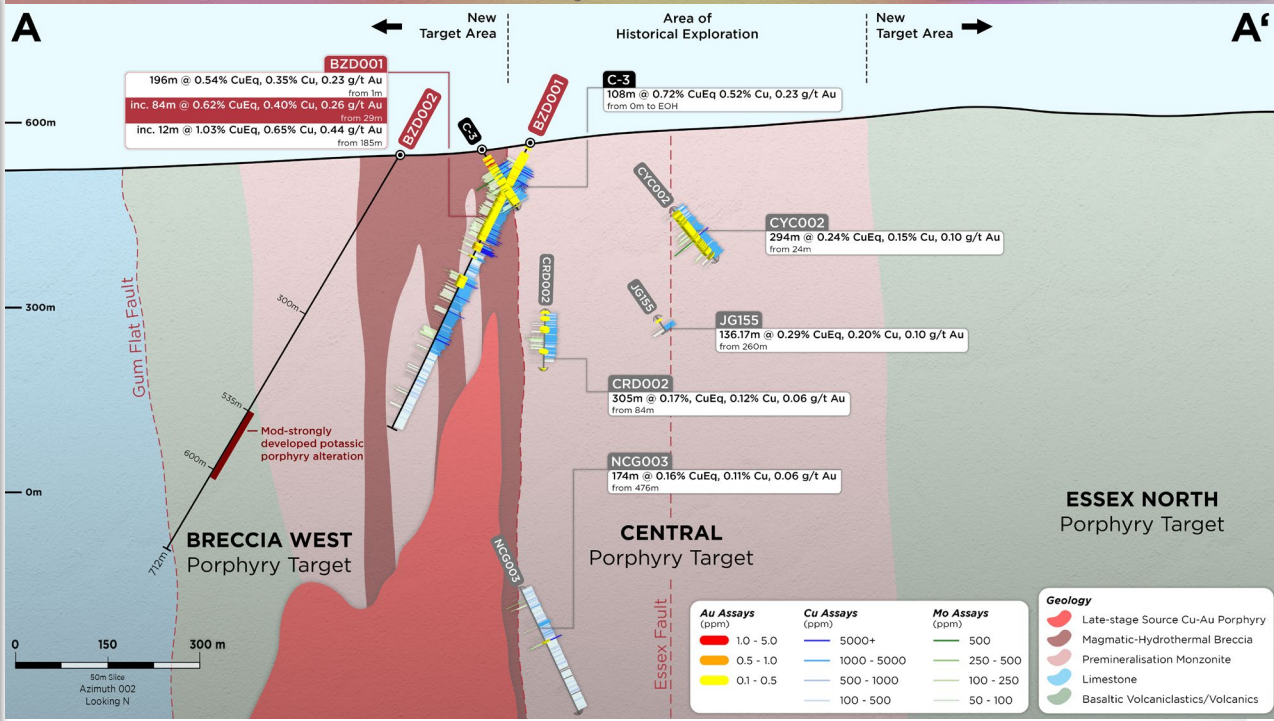 A
New
Target Area
Area of
Historical Exploration
New
Target Area
A'
BZD001
196m @ 0.54% CuEq, 0.35% Cu, 0.23 g/t Au
from 1m
inc. 84m @ 0.62% CuEq, 0.40% Cu, 0.26 g/t Au
from 29m
inc. 12m @ 1.03% CuEq, 0.65% Cu, 0.44 g/t Au
from 185m
BZD002
C-3
BZD001
C-3
108m @ 0.72% CuEq 0.52% Cu, 0.23 g/t Au
from 0m to EOH
600m
300m
0m
CYC002
CYC002
294m @ 0.24% CuEq, 0.15% Cu, 0.10 g/t Au
from 24m
JG155
JG155
136.17m @ 0.29% CuEq, 0.20% Cu, 0.10 g/t Au
from 260m
CRD002
CRD002
305m @ 0.17%, CuEq, 0.12% Cu, 0.06 g/t Au
from 84m
NCG003
174m @ 0.16% CuEq, 0.11% Cu, 0.06 g/t Au
from 476m
NCG003
Gum Flat Fault
300m
535m
600m
712m
Mod-strongly
developed potassic
porphyry alteration
BRECCIA WEST
Porphyry Target
CENTRAL
Porphyry Target
ESSEX NORTH
Porphyry Target
Essex Fault
0
150
300 m
50m Slice
Azimuth 002
Looking N
Au Assays
(ppm)
1.0 - 5.0
0.5 - 1.0
0.1 - 0.5
Cu Assays
(ppm)
5000+
1000 - 5000
500 - 1000
100 - 500
Mo Assays
(ppm)
500
250 - 500
100 - 250
50 - 100
Geology
Late-stage Source Cu-Au Porphyry
Magmatic-Hydrothermal Breccia
Premineralisation Monzonite
Limestone
Basaltic Volcaniclastics/Volcanics